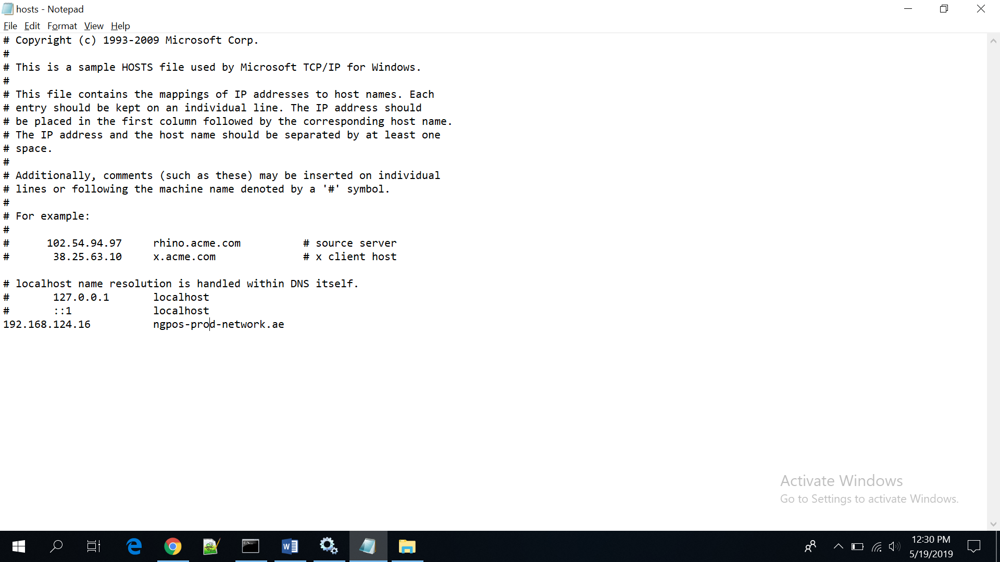 hosts - Notepad
File Edit Format View Help
# Copyright (c) 1993-2009 Microsoft Corp.
#
# This is a sample HOSTS file used by Microsoft TCP/IP for Windows.
#
# This file contains the mappings of IP addresses to host names. Each
# entry should be kept on an individual line. The IP address should
# be placed in the first column followed by the corresponding host name.
# The IP address and the host name should be separated by at least one
# space.
#
# Additionally, comments (such as these) may be inserted on individual
# lines or following the machine name denoted by a '#' symbol.
#
# For example:
#
#      102.54.94.97     rhino.acme.com          # source server
#       38.25.63.10     x.acme.com              # x client host

# localhost name resolution is handled within DNS itself.
#       127.0.0.1       localhost
#       ::1             localhost
192.168.124.16          ngpos-prod-network.ae
Activate Windows
Go to Settings to activate Windows.
12:30 PM
5/19/2019